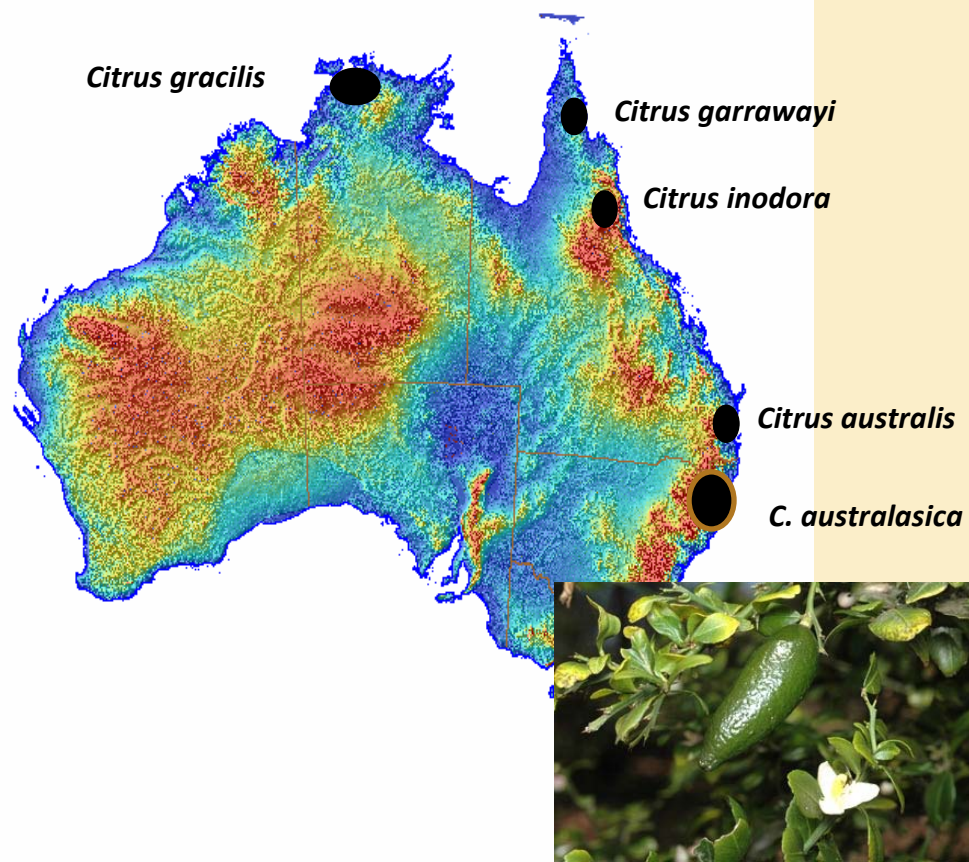 Citrus gracilis
Citrus garrawayi
Citrus inodora
Citrus australis
C. australasica